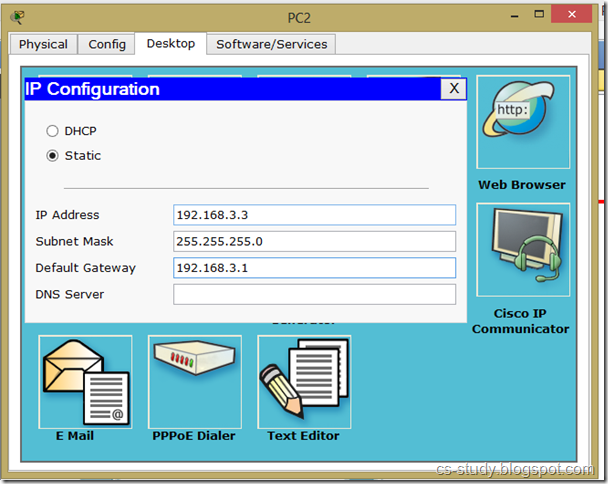 PC2
Physical Config Desktop Software/Services
IP Configuration X
DHCP
Static
IP Address 192.168.3.3
Subnet Mask 255.255.255.0
Default Gateway 192.168.3.1
DNS Server
http:
Web Browser
Cisco IP
Communicator
@
E Mail PPPoE Dialer Text Editor
cs-study.blogspot.com